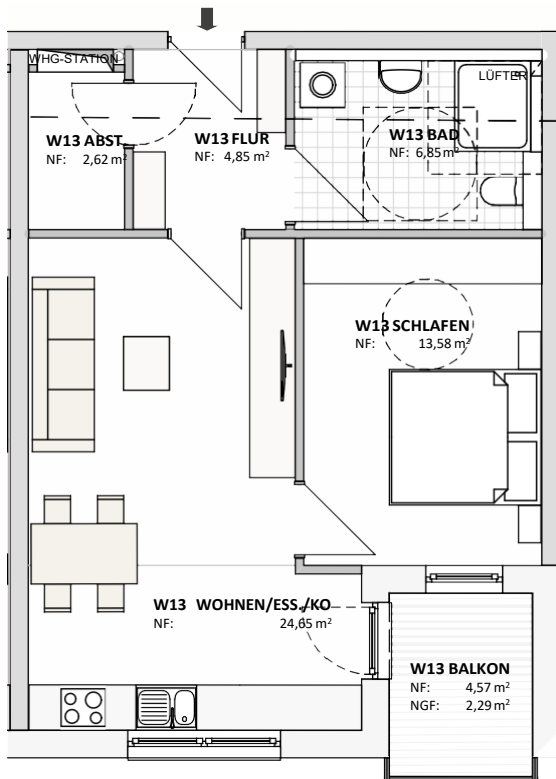 WHG-STATION
LÜFTER
W13 ABST.
NF: 2,62 m²
W13 FLUR
NF: 4,85 m²
W13 BAD
NF: 6,85 m²
W13 SCHLAFEN
NF: 13,58 m²
W13 WOHNEN/ESS./KO
NF: 24,65 m²
W13 BALKON
NF: 4,57 m²
NGF: 2,29 m²